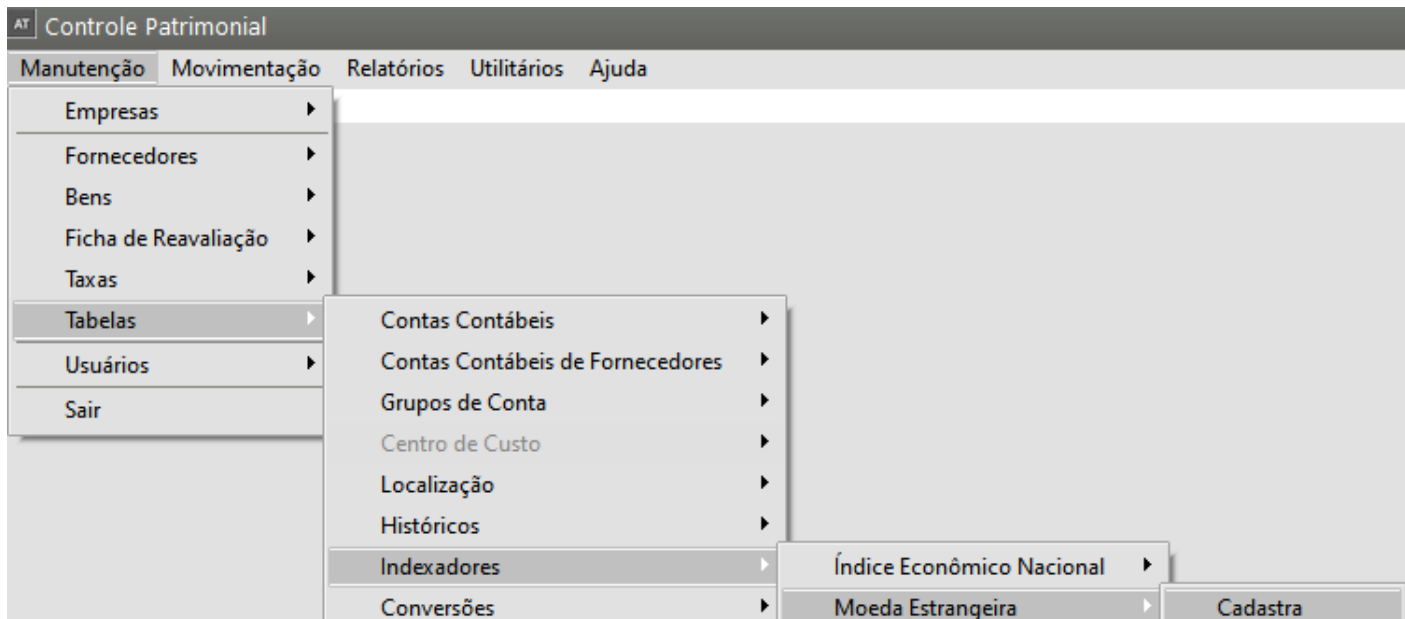 AT Controle Patrimonial
Manutenção Movimentação Relatórios Utilitários Ajuda
Empresas
Fornecedores
Bens
Ficha de Reavaliação
Taxas
Tabelas
Usuários
Sair
Contas Contábeis
Contas Contábeis de Fornecedores
Grupos de Conta
Centro de Custo
Localização
Históricos
Indexadores
Conversões
Índice Econômico Nacional
Moeda Estrangeira
Cadastra